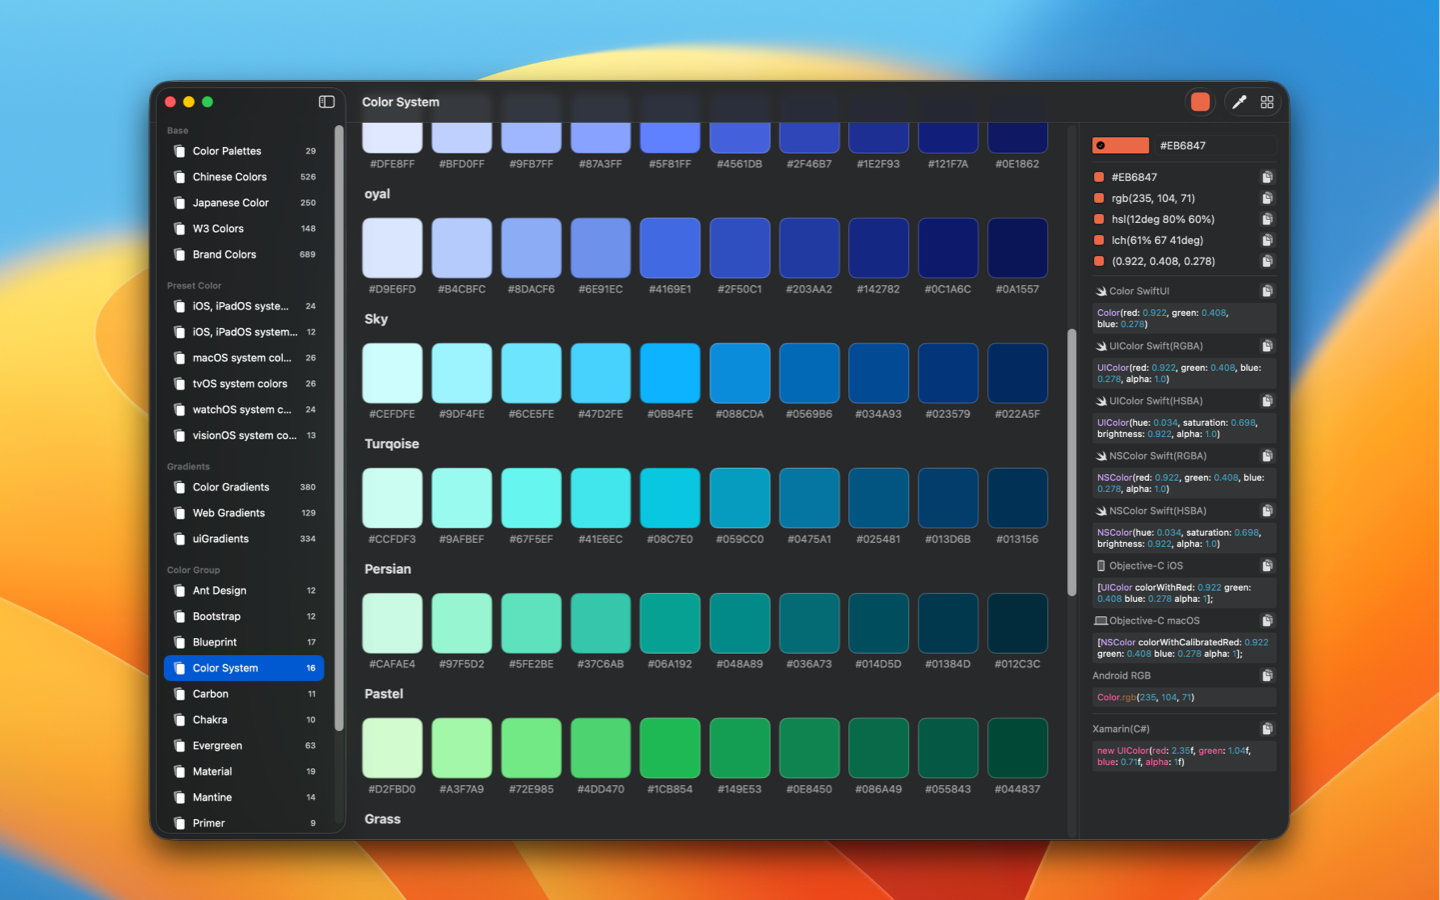 Color System
Base
Color Palettes 29
Chinese Colors 526
Japanese Color 250
W3 Colors 148
Brand Colors 689
Preset Color
iOS, iPadOS syste... 24
iOS, iPadOS system... 12
macOS system col... 26
tvOS system colors 26
watchOS system c... 24
visionOS system co... 13
Gradients
Color Gradients 380
Web Gradients 129
uiGradients 334
Color Group
Ant Design 12
Bootstrap 12
Blueprint 17
Color System 16
Carbon 11
Chakra 10
Evergreen 63
Material 19
Mantine 14
Primer 9
#DFE8FF #BFD0FF #9FB7FF #87A3FF #5F81FF #4561DB #2F46B7 #1E2F93 #121F7A #0E1862
oyal
#D9E6FD #B4CBFC #8DACF6 #6E91EC #4169E1 #2F50C1 #203AA2 #142782 #0C1A6C #0A1557
Sky
#CEFDFE #9DF4FE #6CE5FE #47D2FE #0BB4FE #088CDA #0569B6 #034A93 #023579 #022A5F
Turqoise
#CCFDF3 #9AFBEF #67F5EF #41E6EC #08C7E0 #059CC0 #0475A1 #025481 #013D6B #013156
Persian
#CAFAE4 #97F5D2 #5FE2BE #37C6AB #06A192 #048A89 #036A73 #014D5D #01384D #012C3C
Pastel
#D2FBD0 #A3F7A9 #72E985 #4DD470 #1CB854 #149E53 #0E8450 #086A49 #055843 #044837
Grass
#EB6847
#EB6847
rgb(235, 104, 71)
hsl(12deg 80% 60%)
lch(61% 67 41deg)
(0.922, 0.408, 0.278)
Color SwiftUI
Color(red: 0.922, green: 0.408,
blue: 0.278)
UIColor Swift(RGBA)
UIColor(red: 0.922, green: 0.408, blue:
0.278, alpha: 1.0)
UIColor Swift(HSBA)
UIColor(hue: 0.034, saturation: 0.698,
brightness: 0.922, alpha: 1.0)
NSColor Swift(RGBA)
NSColor(red: 0.922, green: 0.408, blue:
0.278, alpha: 1.0)
NSColor Swift(HSBA)
NSColor(hue: 0.034, saturation: 0.698,
brightness: 0.922, alpha: 1.0)
Objective-C iOS
[UIColor colorWithRed: 0.922 green:
0.408 blue: 0.278 alpha: 1];
Objective-C macOS
[NSColor colorWithCalibratedRed: 0.922
green: 0.408 blue: 0.278 alpha: 1];
Android RGB
Color.rgb(235, 104, 71)
Xamarin(C#)
new UIColor(red: 2.35f, green: 1.04f,
blue: 0.71f, alpha: 1f)